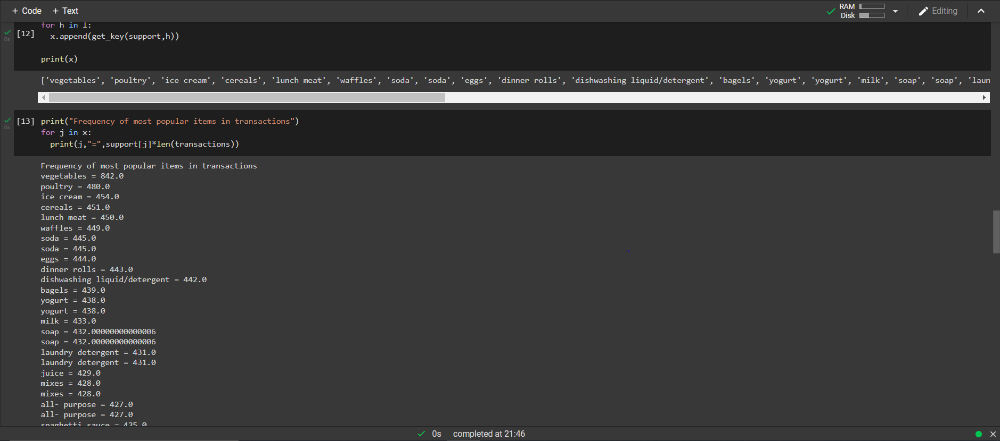 + Code + Text
RAM
Disk
Editing
for h in l:
[12]
0s
x.append(get_key(support,h))
print(x)
['vegetables', 'poultry', 'ice cream', 'cereals', 'lunch meat', 'waffles', 'soda', 'soda', 'eggs', 'dinner rolls', 'dishwashing liquid/detergent', 'bagels', 'yogurt', 'yogurt', 'milk', 'soap', 'soap', 'laun
[13] print("Frequency of most popular items in transactions")
0s
for j in x:
print(j,"=",support[j]*len(transactions))
Frequency of most popular items in transactions
vegetables = 842.0
poultry = 480.0
ice cream = 454.0
cereals = 451.0
lunch meat = 450.0
waffles = 449.0
soda = 445.0
soda = 445.0
eggs = 444.0
dinner rolls = 443.0
dishwashing liquid/detergent = 442.0
bagels = 439.0
yogurt = 438.0
yogurt = 438.0
milk = 433.0
soap = 432.00000000000006
soap = 432.00000000000006
laundry detergent = 431.0
laundry detergent = 431.0
juice = 429.0
mixes = 428.0
mixes = 428.0
all- purpose = 427.0
all- purpose = 427.0
spaghetti sauce = 425.0
0s completed at 21:46